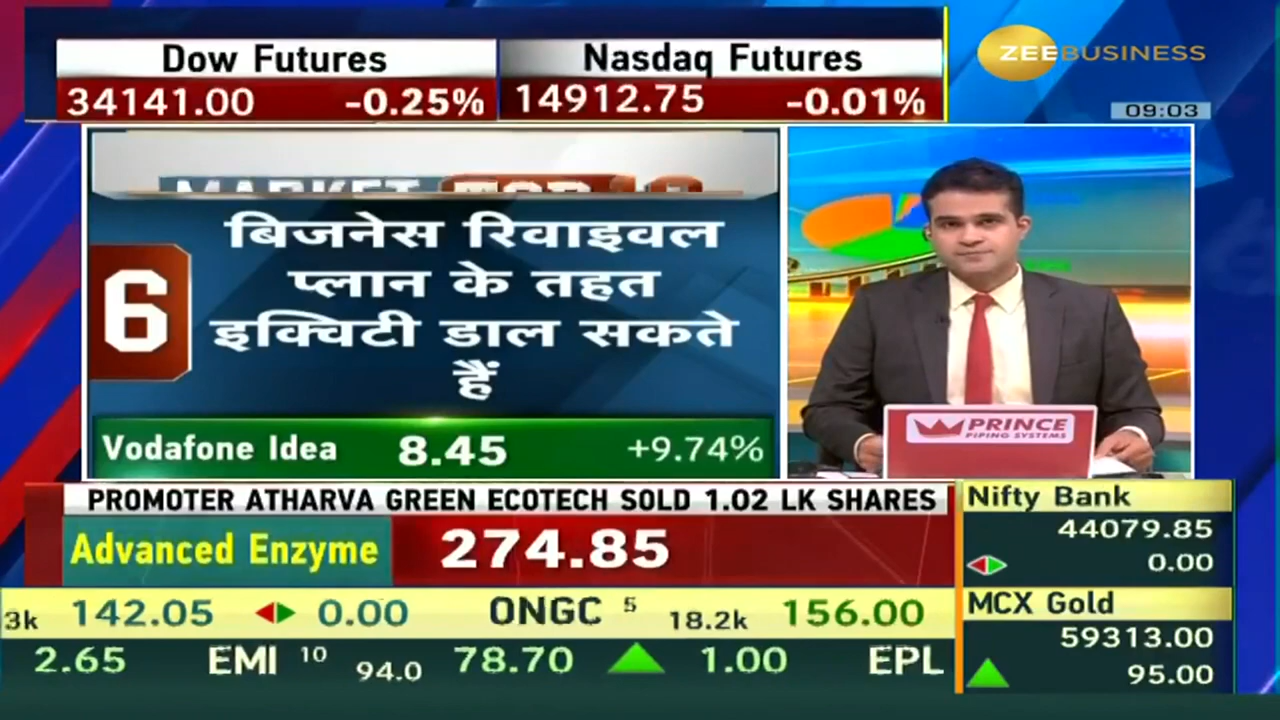 Dow Futures
34141.00 -0.25%
Nasdaq Futures
14912.75 -0.01%
ZEEBUSINESS
09:03
MARKET TOP 10
6
बिजनेस रिवाइवल
प्लान के तहत
इक्विटी डाल सकते
हैं
Vodafone Idea 8.45 +9.74%
PRINCE
PIPING SYSTEMS
PROMOTER ATHARVA GREEN ECOTECH SOLD 1.02 LK SHARES
Advanced Enzyme 274.85
Nifty Bank
44079.85
0.00
MCX Gold
59313.00
95.00
3k 142.05 0.00 ONGC 5 18.2k 156.00
2.65 EMI 10 94.0 78.70 1.00 EPL